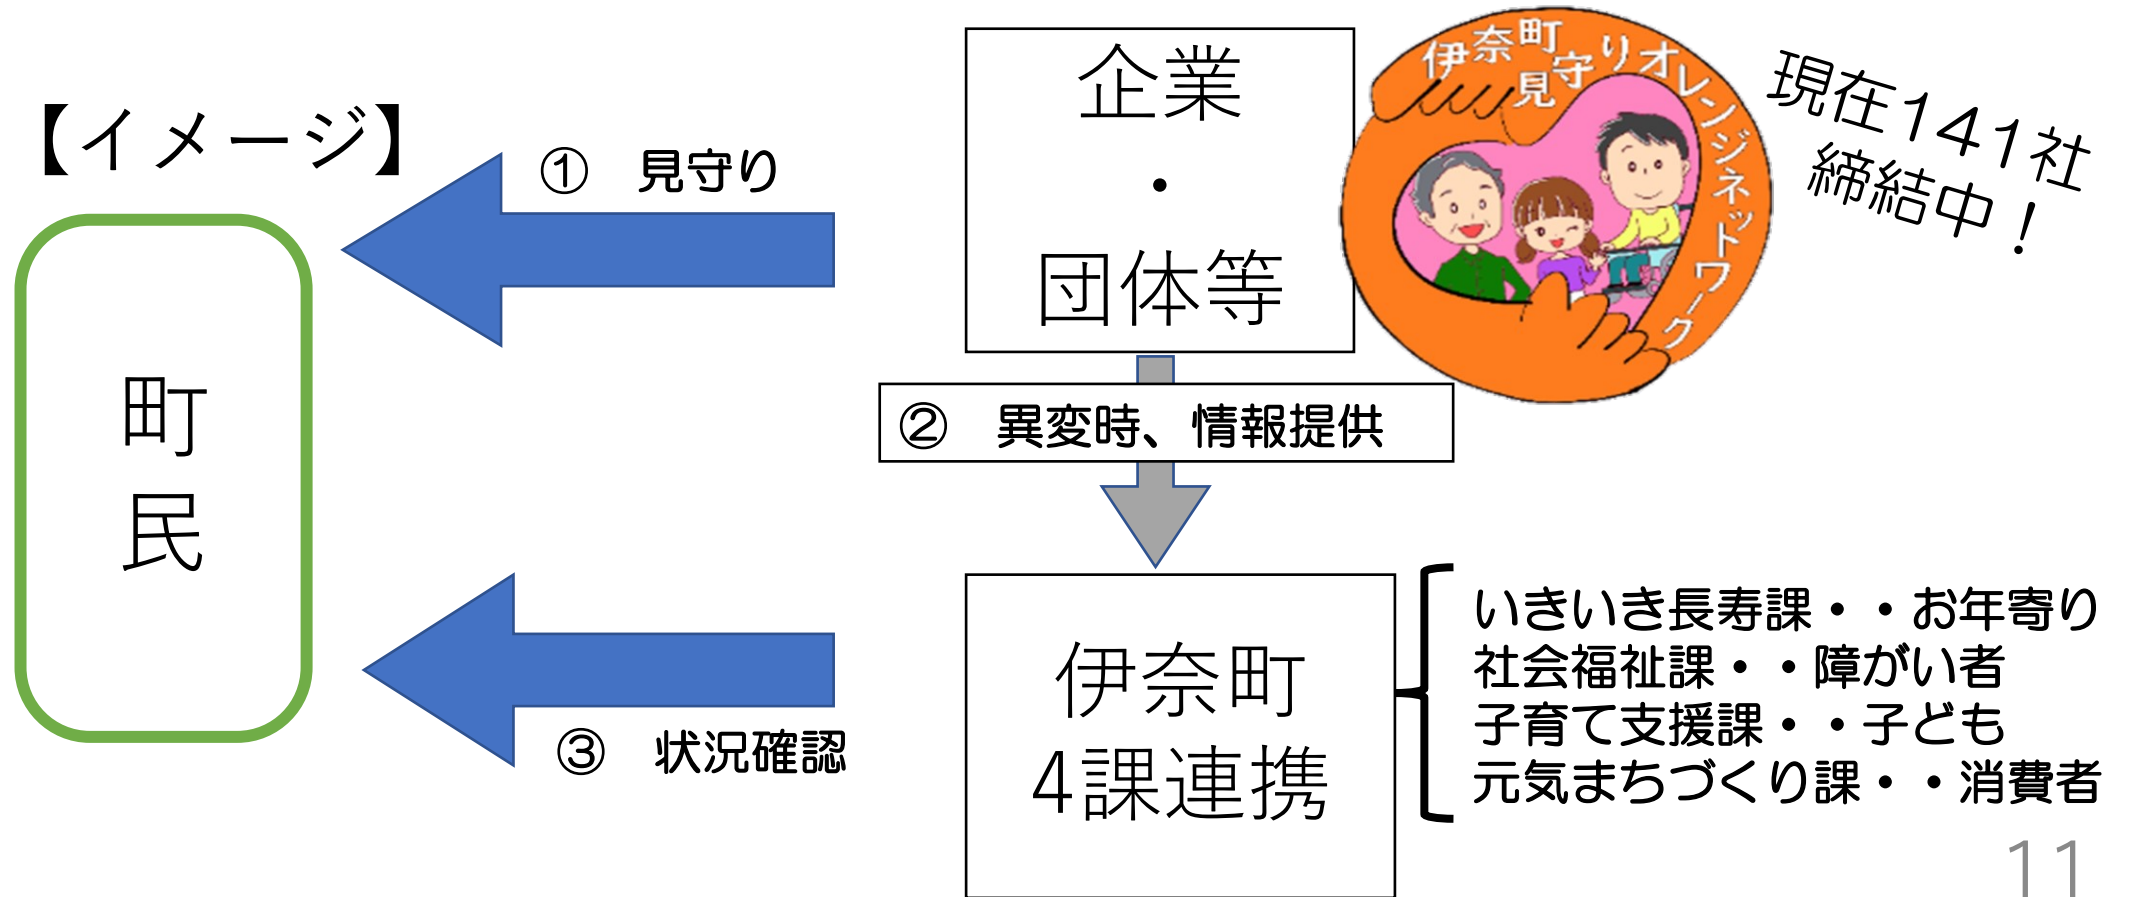 【イメージ】
町
民
① 見守り
企業
・
団体等
伊奈町見守りオレンジネットワーク
現在141社
締結中！
② 異変時、情報提供
③ 状況確認
伊奈町
4課連携
いきいき長寿課・・お年寄り
社会福祉課・・障がい者
子育て支援課・・子ども
元気まちづくり課・・消費者
11